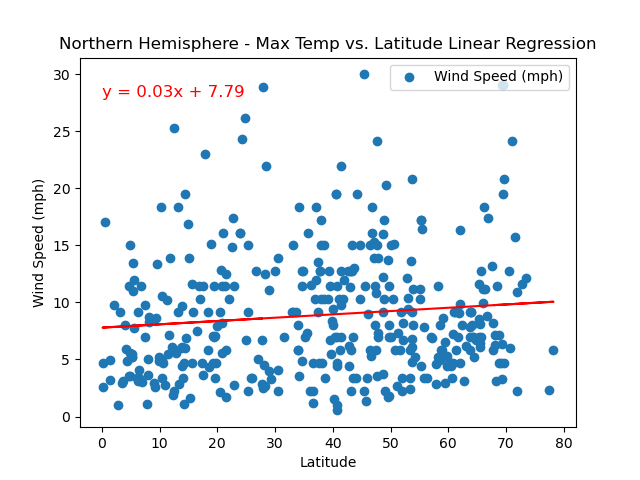 Northern Hemisphere - Max Temp vs. Latitude Linear Regression
Wind Speed (mph)
y = 0.03x + 7.79
30
25
20
15
10
5
0
Wind Speed (mph)
0 10 20 30 40 50 60 70 80
Latitude